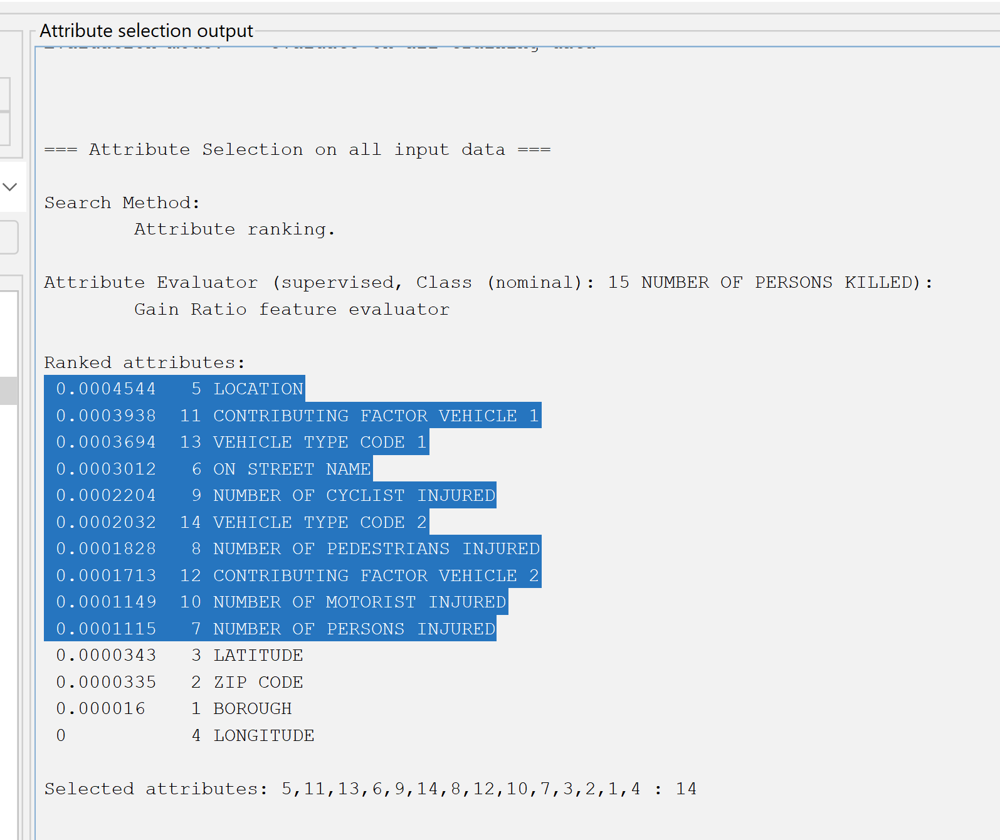 Attribute selection output
=== Attribute Selection on all input data ===
Search Method:
Attribute ranking.
Attribute Evaluator (supervised, Class (nominal): 15 NUMBER OF PERSONS KILLED):
Gain Ratio feature evaluator
Ranked attributes:
0.0004544 5 LOCATION
0.0003938 11 CONTRIBUTING FACTOR VEHICLE 1
0.0003694 13 VEHICLE TYPE CODE 1
0.0003012 6 ON STREET NAME
0.0002204 9 NUMBER OF CYCLIST INJURED
0.0002032 14 VEHICLE TYPE CODE 2
0.0001828 8 NUMBER OF PEDESTRIANS INJURED
0.0001713 12 CONTRIBUTING FACTOR VEHICLE 2
0.0001149 10 NUMBER OF MOTORIST INJURED
0.0001115 7 NUMBER OF PERSONS INJURED
0.0000343 3 LATITUDE
0.0000335 2 ZIP CODE
0.000016 1 BOROUGH
0 4 LONGITUDE
Selected attributes: 5,11,13,6,9,14,8,12,10,7,3,2,1,4 : 14